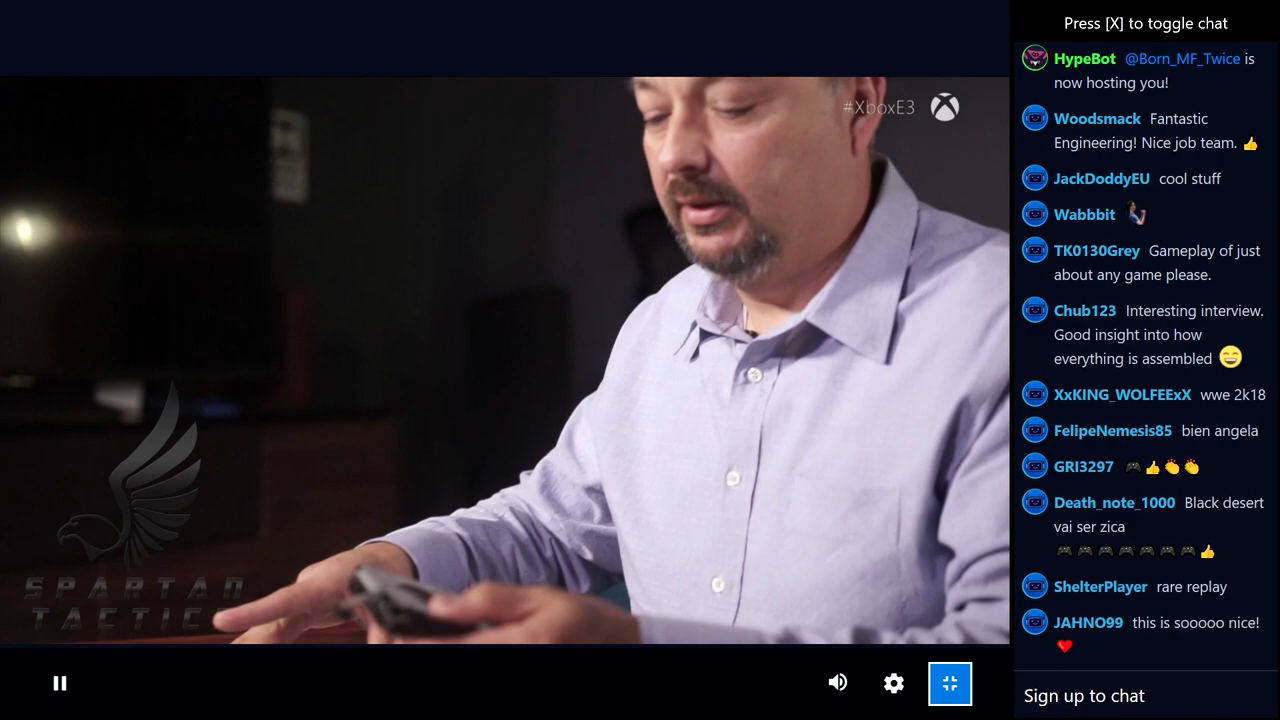 Press [X] to toggle chat
HypeBot @Born_MF_Twice is
now hosting you!
#XboxE3
Woodsmack Fantastic
Engineering! Nice job team. 👍
JackDoddyEU cool stuff
Wabbbit
TK0130Grey Gameplay of just
about any game please.
Chub123 Interesting interview.
Good insight into how
everything is assembled 😄
XxKING_WOLFEExX wwe 2k18
FelipeNemesis85 bien angela
GRI3297 🎮👍👏👏
Death_note_1000 Black desert
vai ser zica
🎮🎮🎮🎮🎮🎮🎮👍
ShelterPlayer rare replay
JAHNO99 this is sooooo nice!
❤
SPARTAN
TACTICS
Sign up to chat